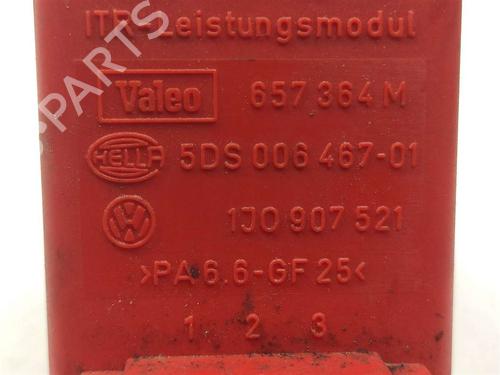 ITR-Leistungsmodul
Valeo 657 364 M
HELLA 5DS 006 467-01
VW 1J0 907 521
>PA 6.6-GF 25<
1 2 3
PARTS